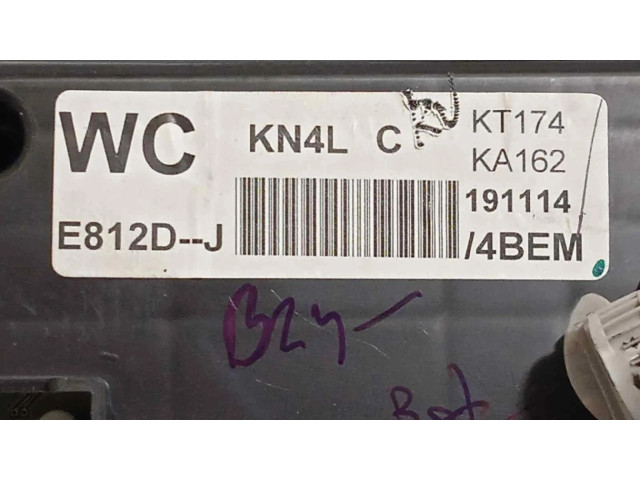 WC KN4L C KT174
KA162
E812D--J 191114
/4BEM